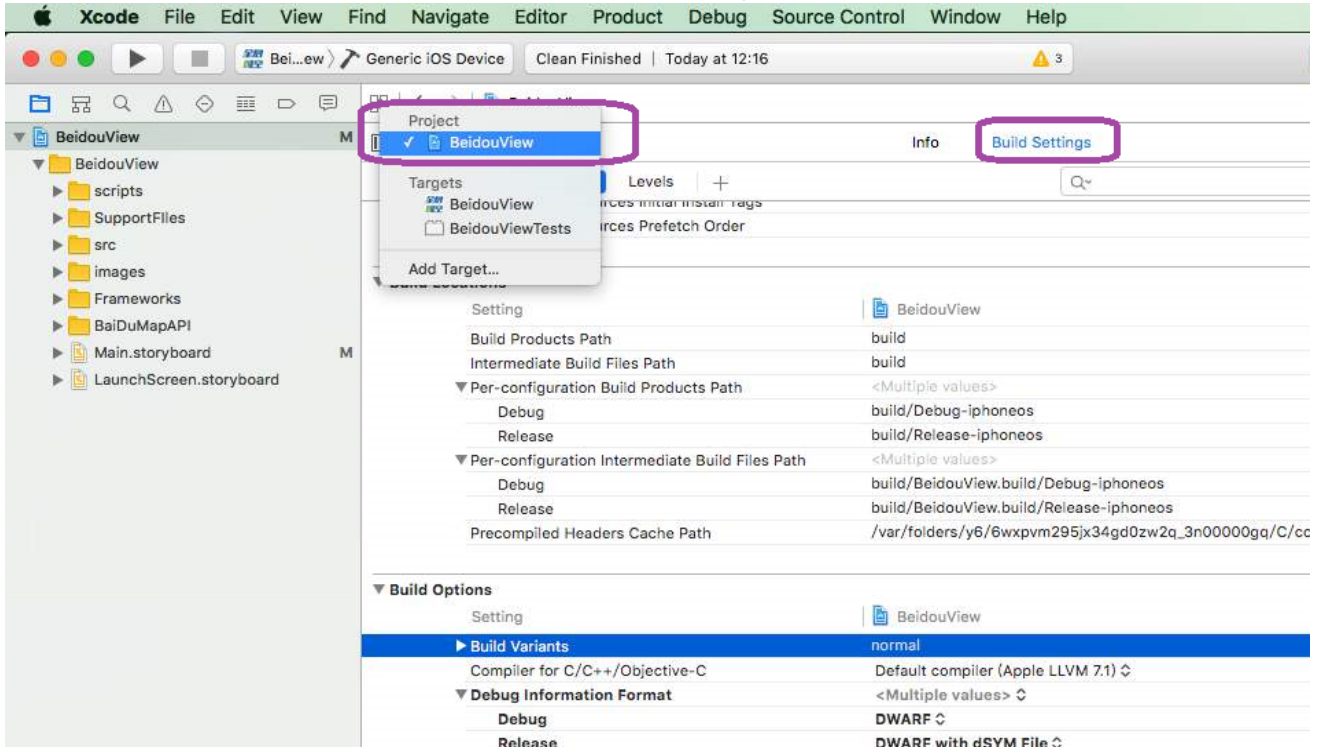 Xcode File Edit View Find Navigate Editor Product Debug Source Control Window Help
Bei...ew Generic iOS Device Clean Finished | Today at 12:16 3
BeidouView M
BeidouView
scripts
SupportFIles
src
images
Frameworks
BaiDuMapAPI
Main.storyboard M
LaunchScreen.storyboard
Project
✓ BeidouView
Targets
BeidouView
BeidouViewTests
Add Target...
Info Build Settings
Levels +
Prefetch Order
Setting BeidouView
Build Products Path build
Intermediate Build Files Path build
Per-configuration Build Products Path <Multiple values>
Debug build/Debug-iphoneos
Release build/Release-iphoneos
Per-configuration Intermediate Build Files Path <Multiple values>
Debug build/BeidouView.build/Debug-iphoneos
Release build/BeidouView.build/Release-iphoneos
Precompiled Headers Cache Path /var/folders/y6/6wxpvm295jx34gd0zw2q_3n00000gq/C/cc
Build Options
Setting BeidouView
Build Variants normal
Compiler for C/C++/Objective-C Default compiler (Apple LLVM 7.1)
Debug Information Format <Multiple values>
Debug DWARF
Release DWARF with dSYM File